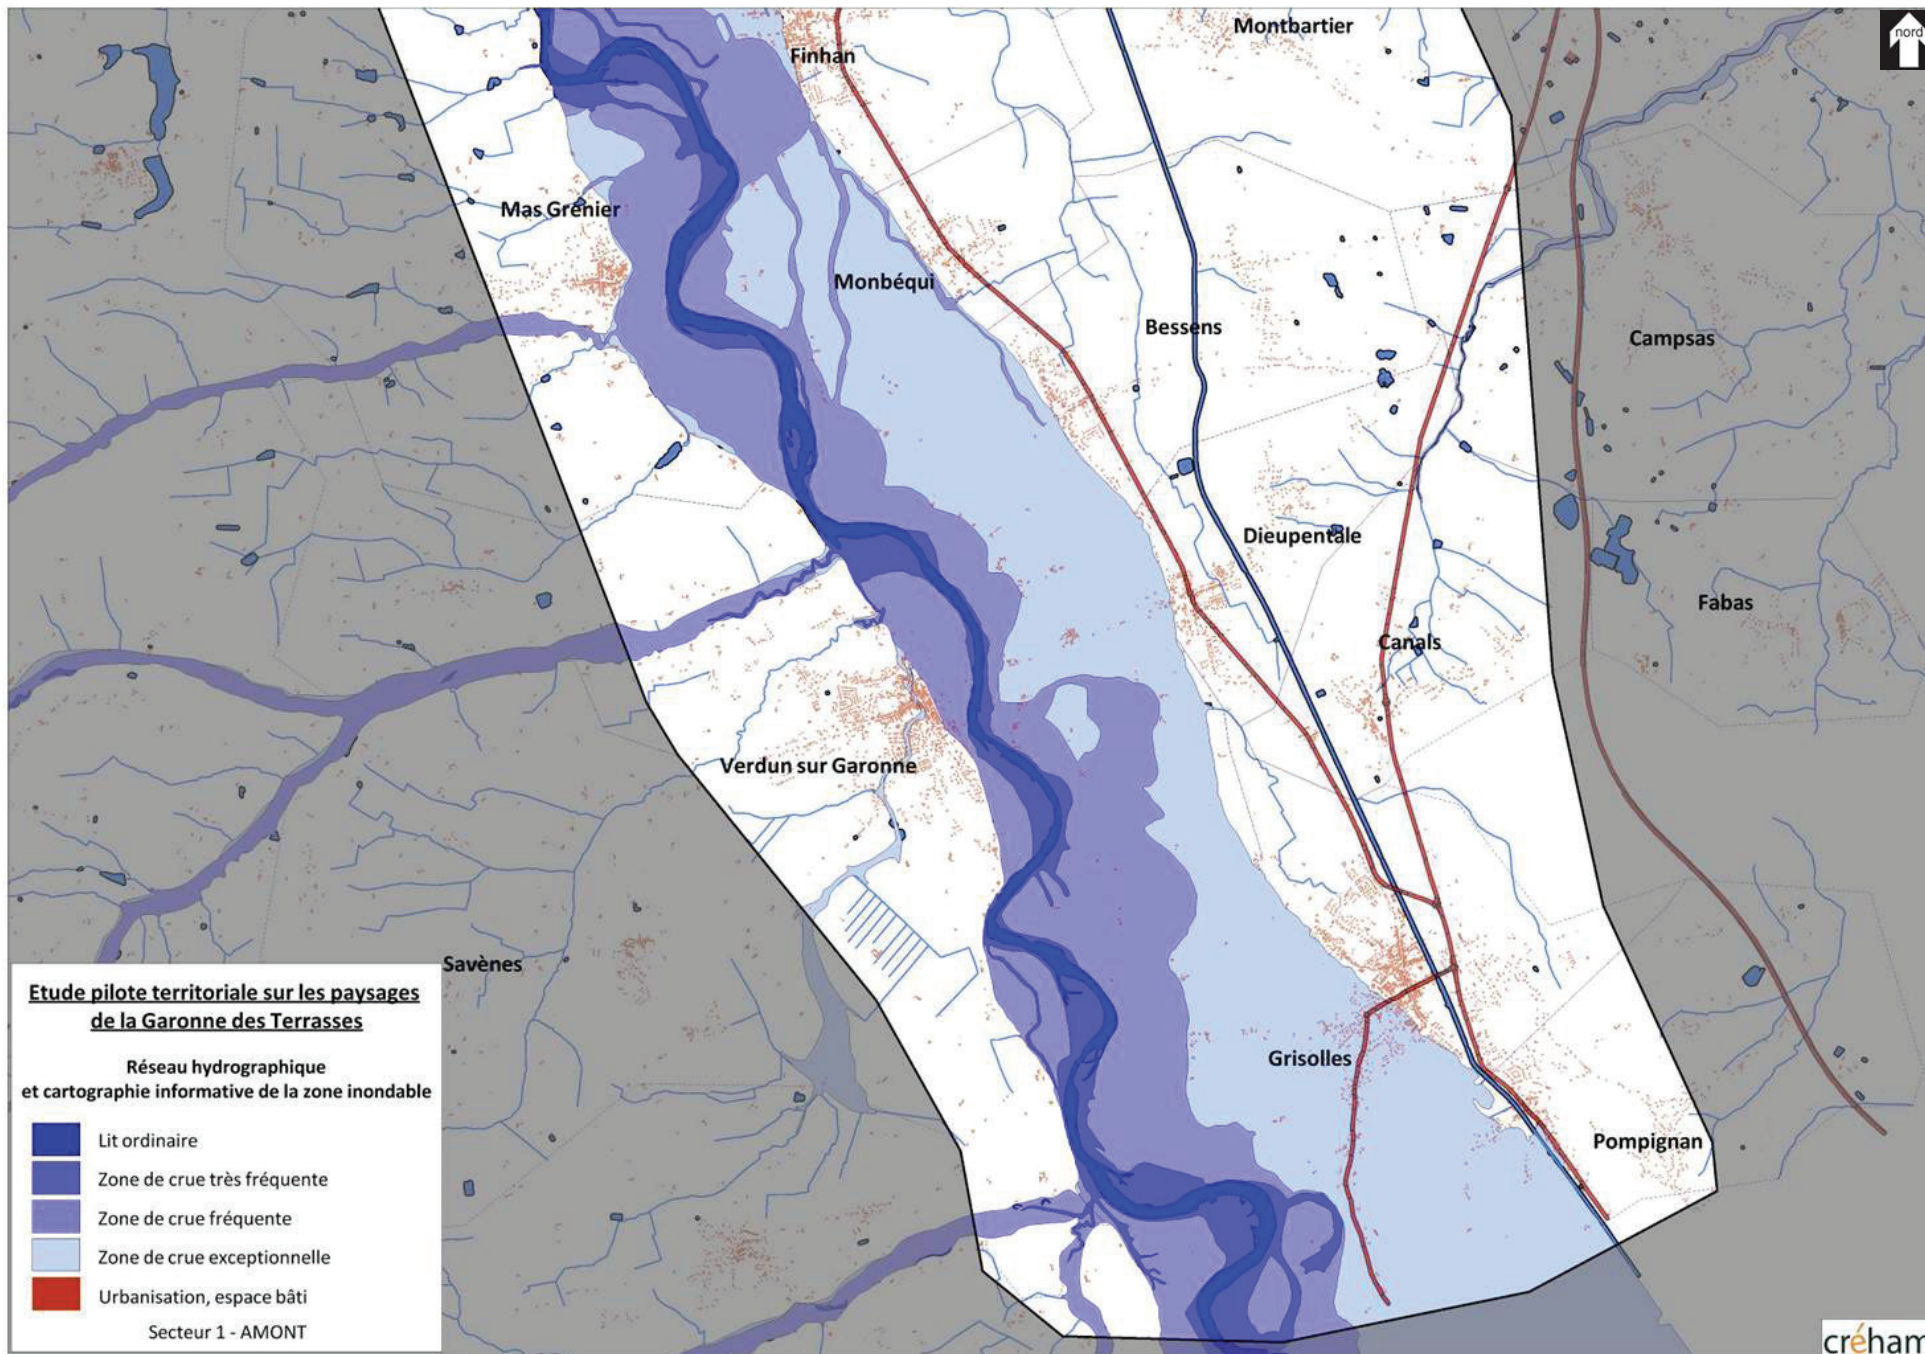 nord
Montbartier
Finhan
Mas Grenier
Monbéqui
Bessens
Campsas
Dieupentale
Fabas
Canals
Verdun sur Garonne
Savènes
Grisolles
Pompignan
Etude pilote territoriale sur les paysages
de la Garonne des Terrasses
Réseau hydrographique
et cartographie informative de la zone inondable
Lit ordinaire
Zone de crue très fréquente
Zone de crue fréquente
Zone de crue exceptionnelle
Urbanisation, espace bâti
Secteur 1 - AMONT
créham